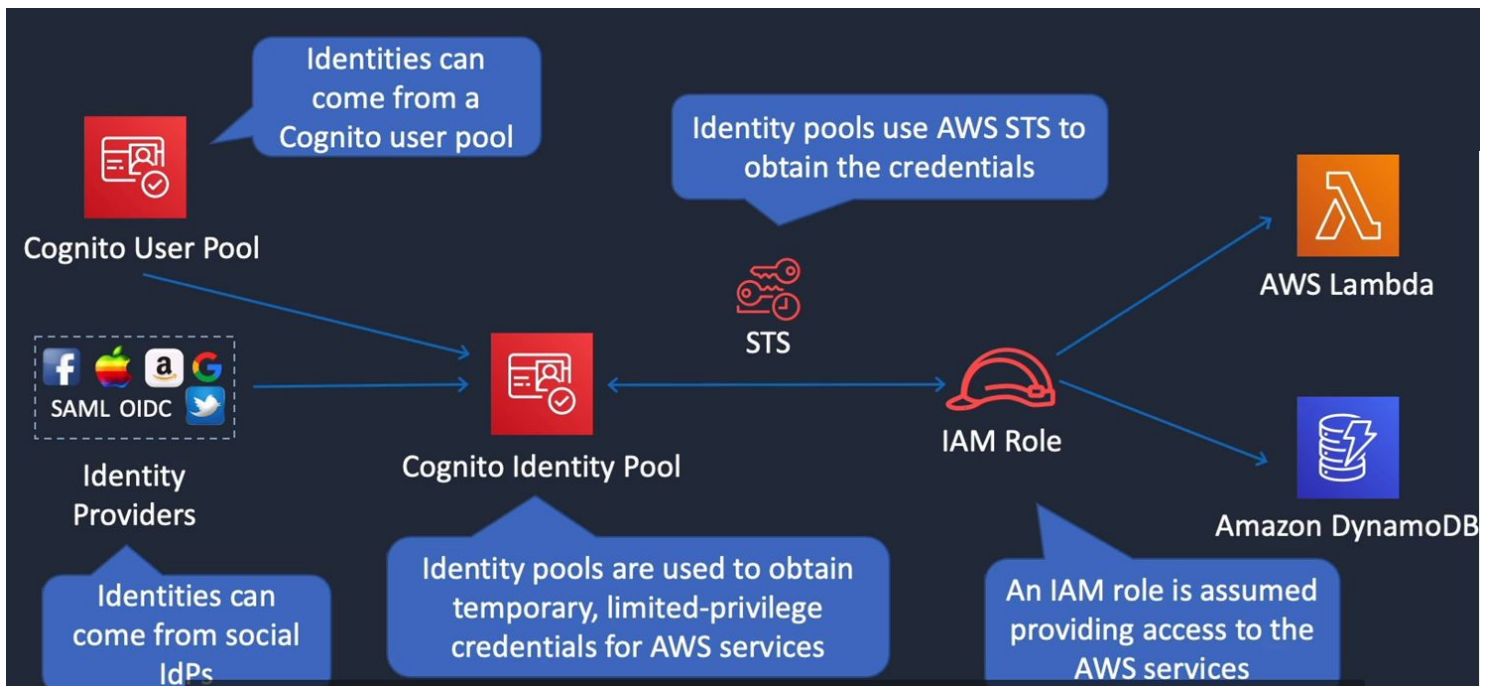 Identities can
come from a
Cognito user pool
Identity pools use AWS STS to
obtain the credentials
Cognito User Pool
AWS Lambda
STS
SAML OIDC
IAM Role
Cognito Identity Pool
Identity
Providers
Amazon DynamoDB
Identities can
come from social
IdPs
Identity pools are used to obtain
temporary, limited-privilege
credentials for AWS services
An IAM role is assumed
providing access to the
AWS services